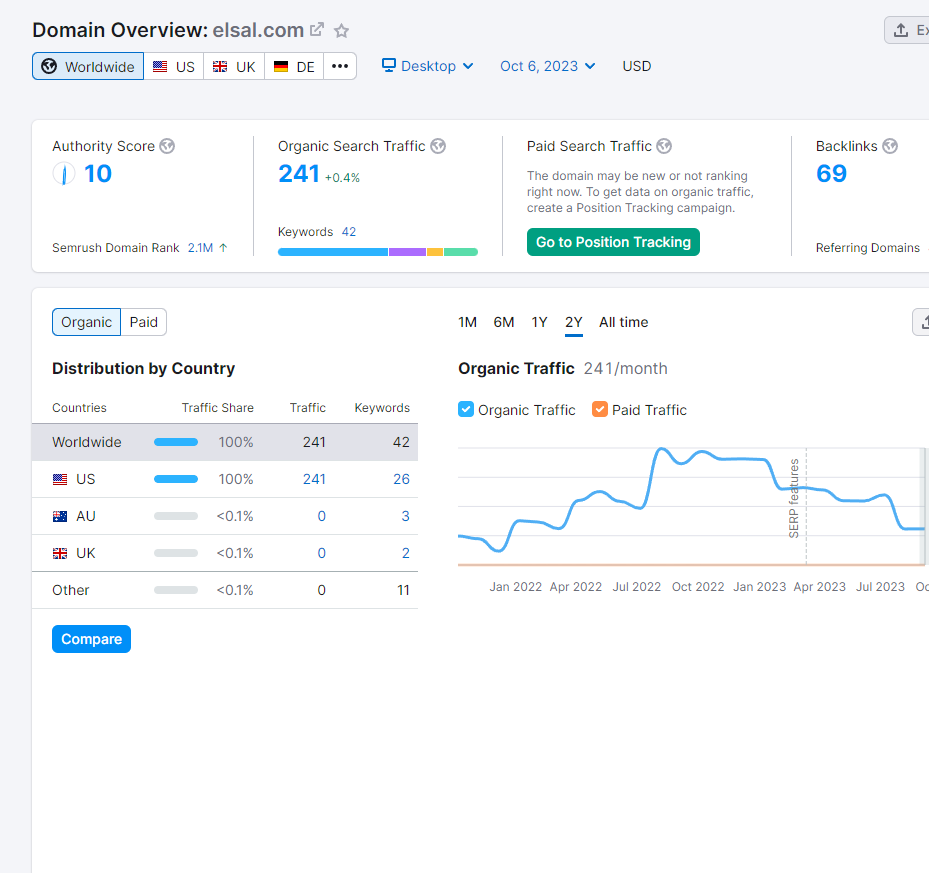 Domain Overview: elsal.com
Worldwide US UK DE ••• Desktop Oct 6, 2023 USD
Authority Score Organic Search Traffic Paid Search Traffic Backlinks
10 241 +0.4% 69
The domain may be new or not ranking
right now. To get data on organic traffic,
create a Position Tracking campaign.
Keywords 42
Go to Position Tracking
Semrush Domain Rank 2.1M ↑ Referring Domains
Organic Paid 1M 6M 1Y 2Y All time
Distribution by Country Organic Traffic 241/month
Countries Traffic Share Traffic Keywords
Organic Traffic Paid Traffic
Worldwide 100% 241 42
US 100% 241 26
AU <0.1% 0 3
UK <0.1% 0 2
Other <0.1% 0 11
SERP features
Jan 2022 Apr 2022 Jul 2022 Oct 2022 Jan 2023 Apr 2023 Jul 2023
Compare